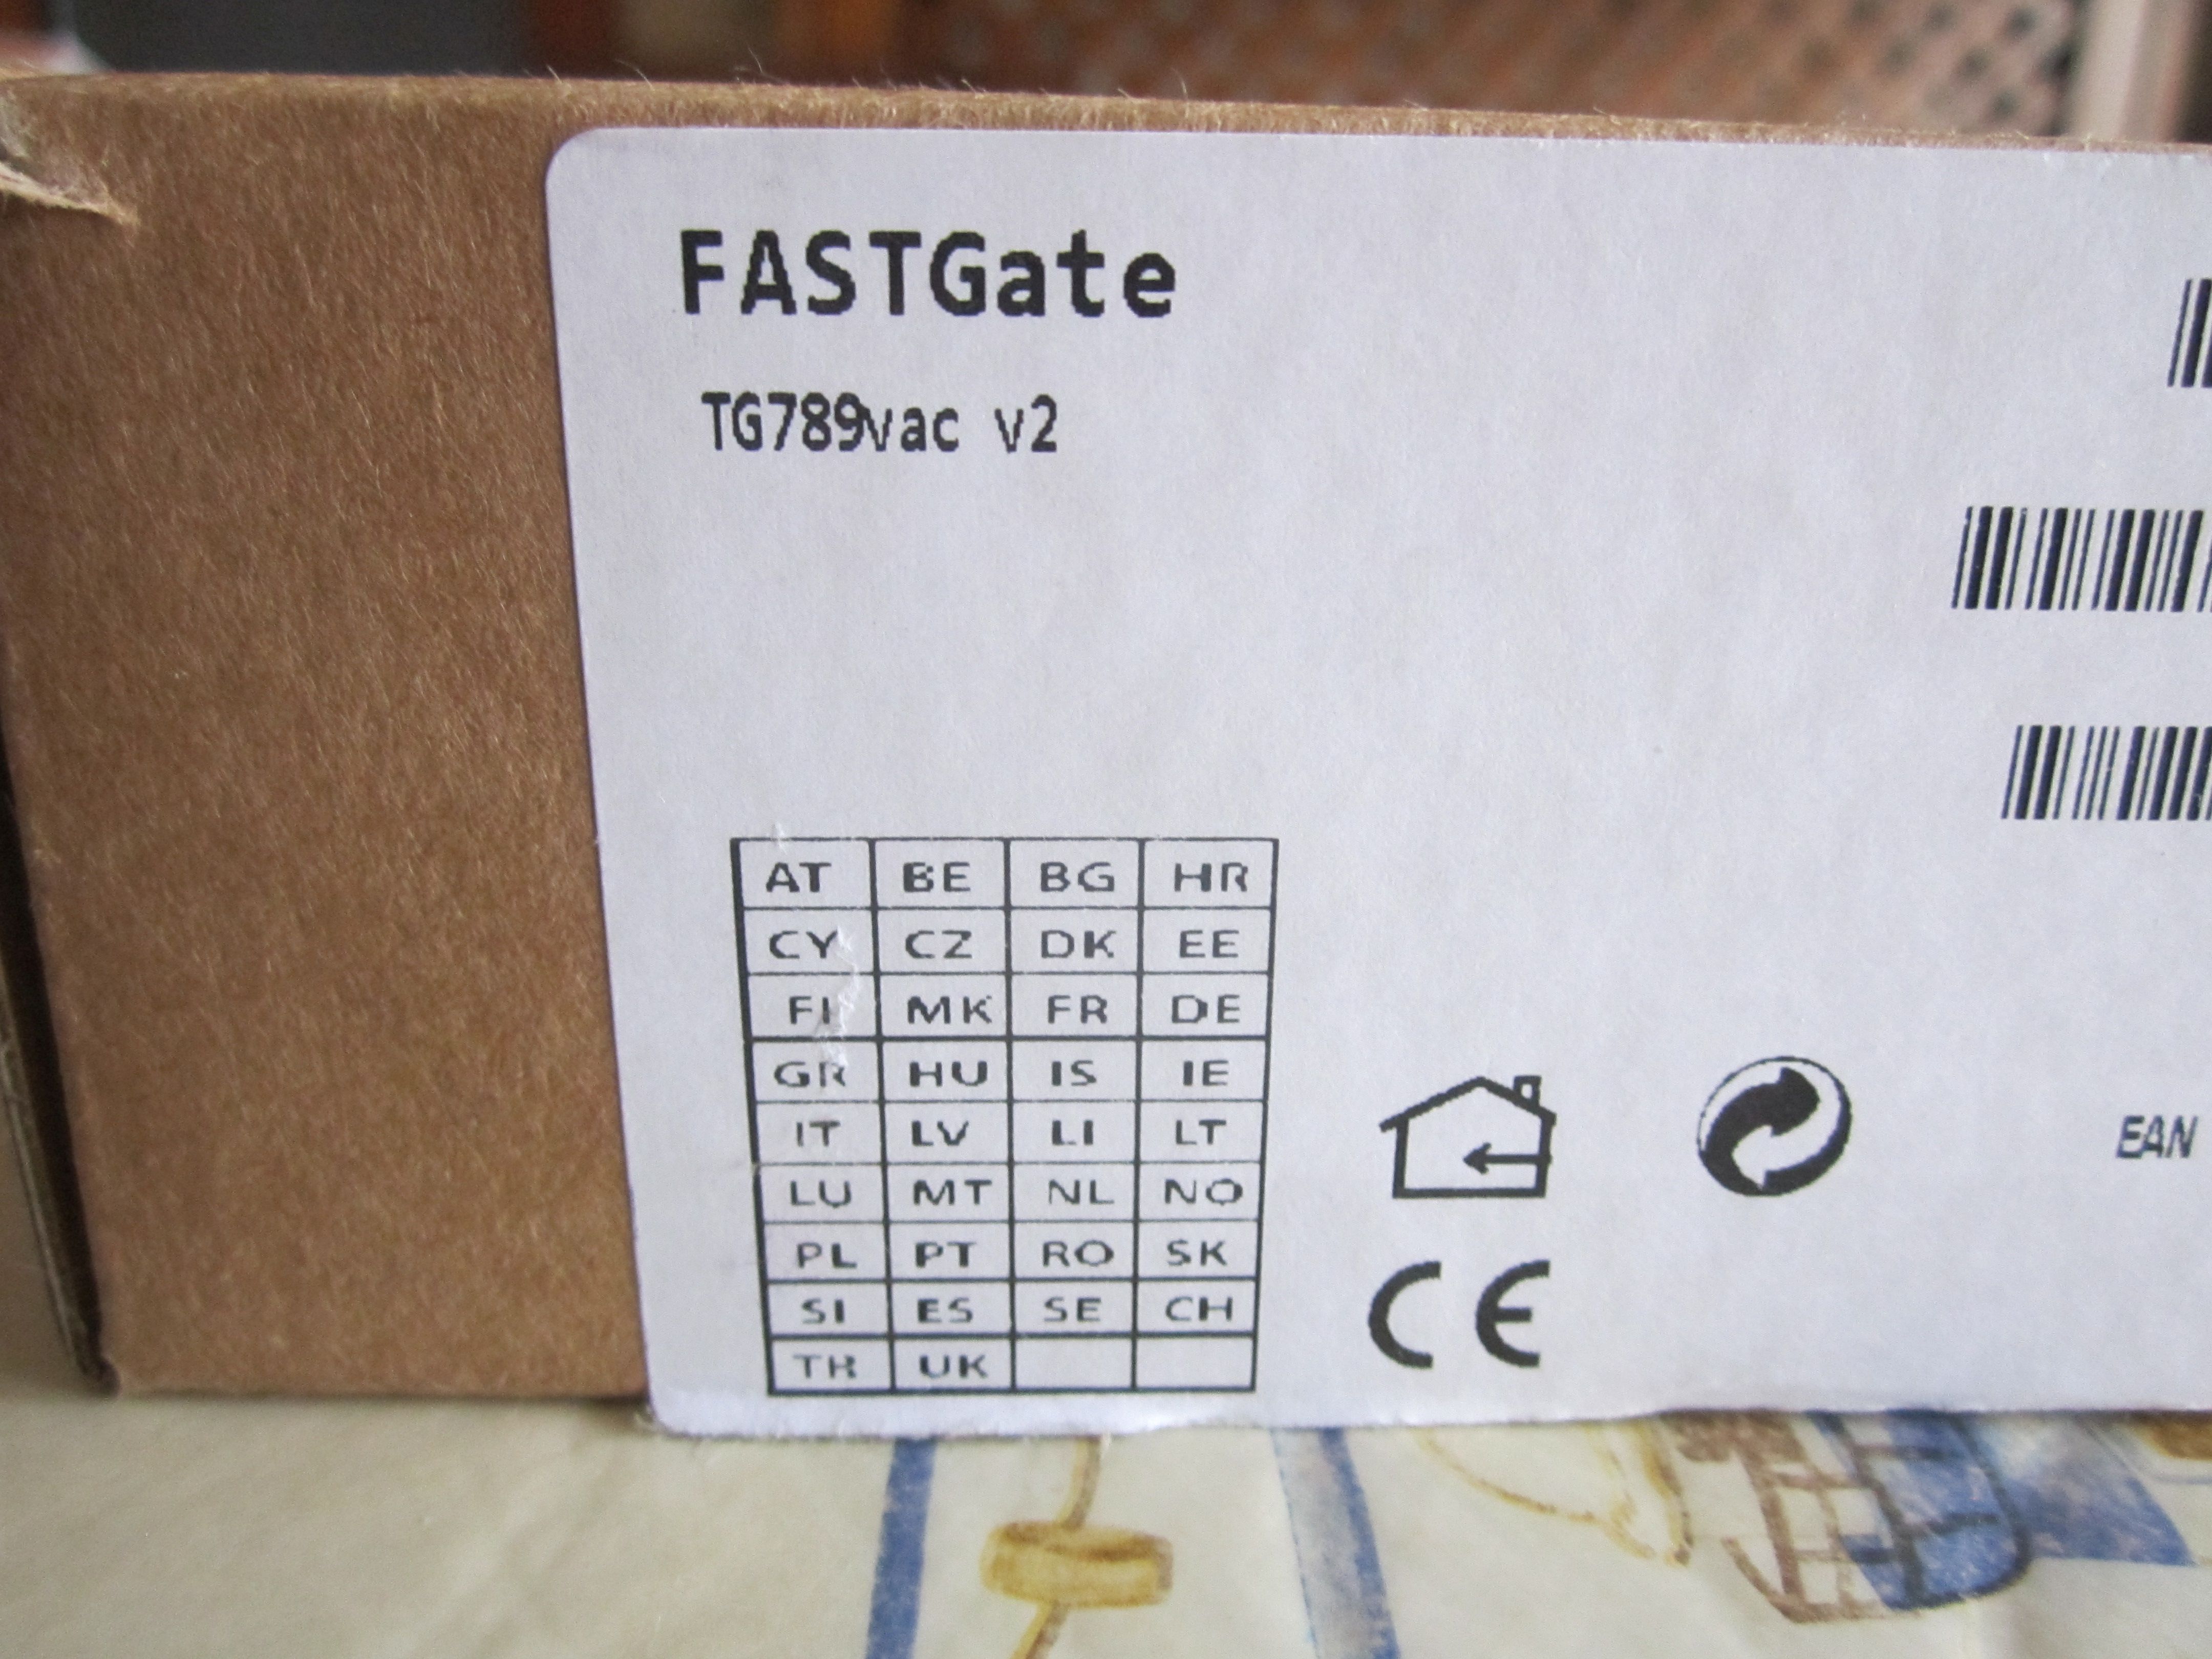 FASTGate
TG789vac v2
AT BE BG HR
CY CZ DK EE
FI MK FR DE
GR HU IS IE
IT LV LI LT
LU MT NL NO
PL PT RO SK
SI ES SE CH
TR UK
CE
EAN